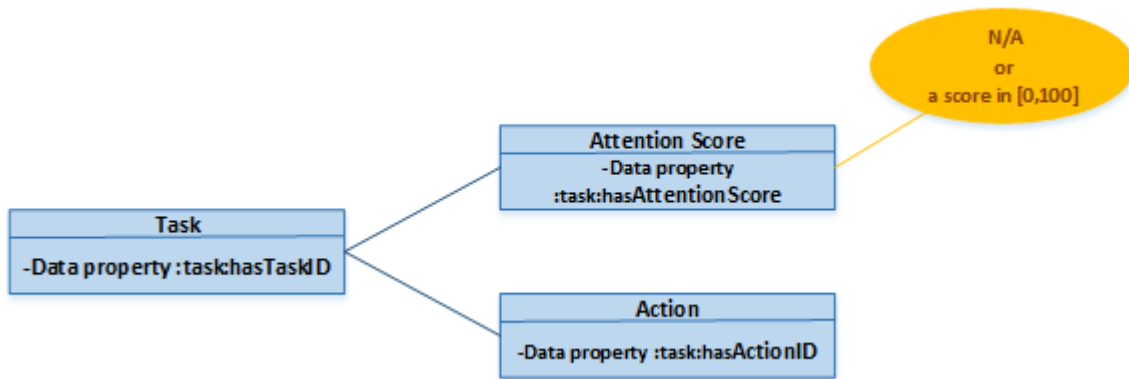 N/A
or
a score in [0,100]
Attention Score
-Data property
:task:hasAttentionScore
Task
-Data property :task:hasTaskID
Action
-Data property :task:hasActionID